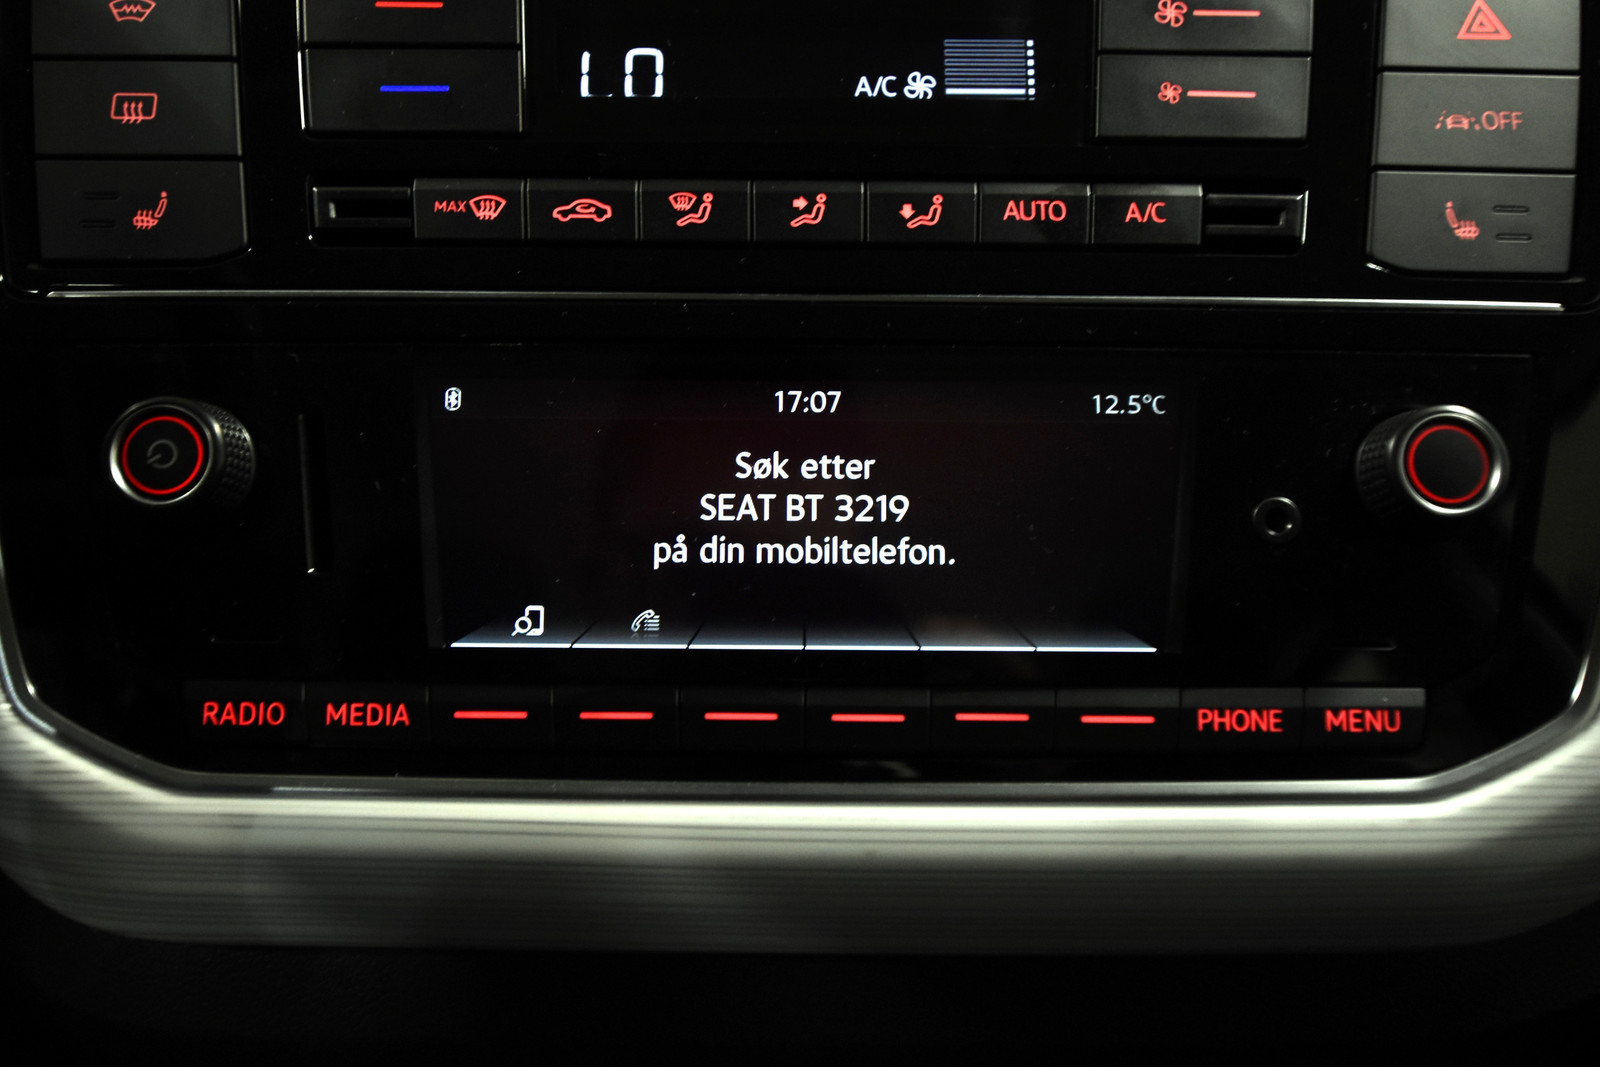 LO
A/C
OFF
MAX
AUTO
A/C
17:07
12.5°C
Søk etter
SEAT BT 3219
på din mobiltelefon.
RADIO
MEDIA
PHONE
MENU